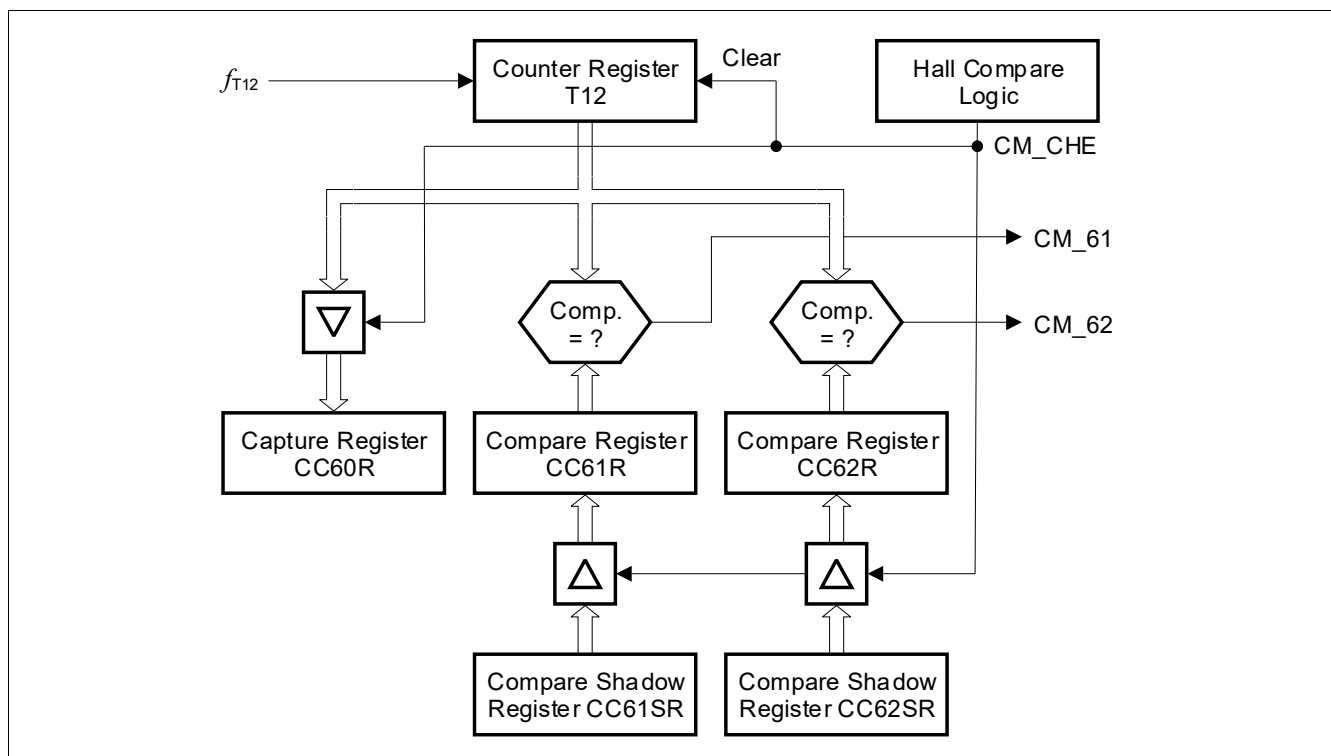 fT12
Counter Register
T12
Clear
Hall Compare
Logic
CM_CHE
CM_61
Comp.
= ?
Comp.
= ?
CM_62
Capture Register
CC60R
Compare Register
CC61R
Compare Register
CC62R
Compare Shadow
Register CC61SR
Compare Shadow
Register CC62SR